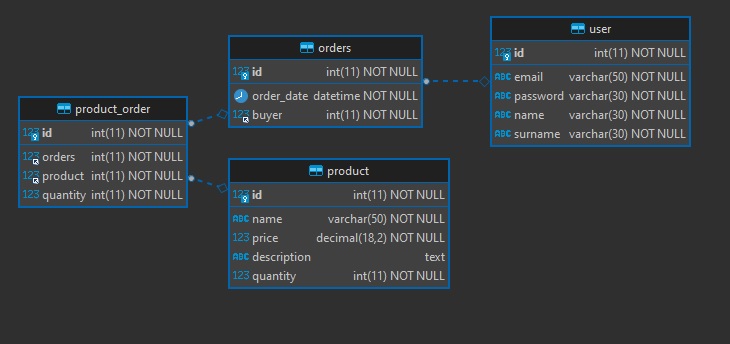 user
id int(11) NOT NULL
ABC email varchar(50) NOT NULL
ABC password varchar(30) NOT NULL
ABC name varchar(30) NOT NULL
ABC surname varchar(30) NOT NULL
orders
123 id int(11) NOT NULL
order_date datetime NOT NULL
123 buyer int(11) NOT NULL
product_order
123 id int(11) NOT NULL
123 orders int(11) NOT NULL
123 product int(11) NOT NULL
123 quantity int(11) NOT NULL
product
123 id int(11) NOT NULL
ABC name varchar(50) NOT NULL
123 price decimal(18,2) NOT NULL
ABC description text
123 quantity int(11) NOT NULL